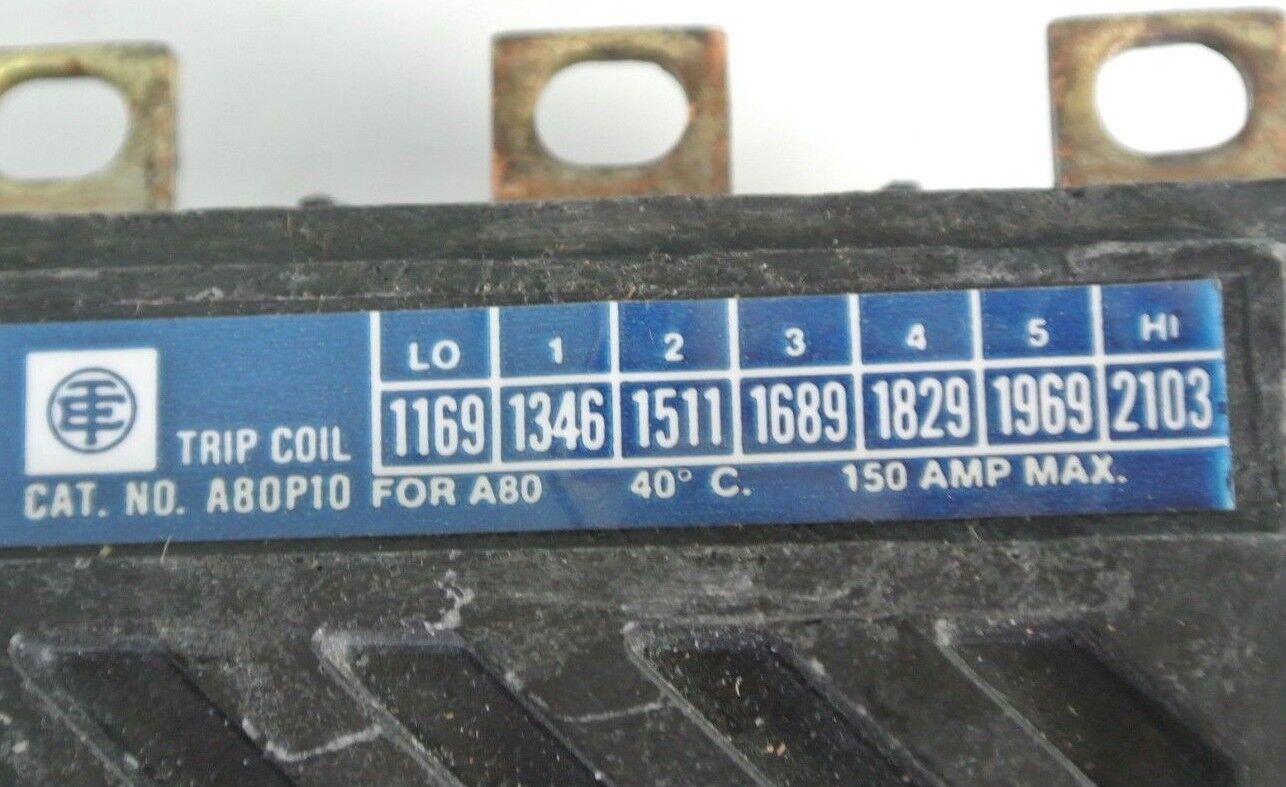 LO 1 2 3 4 5 HI
TRIP COIL 1169 1346 1511 1689 1829 1969 2103
CAT. NO. A80P10 FOR A80 40° C. 150 AMP MAX.